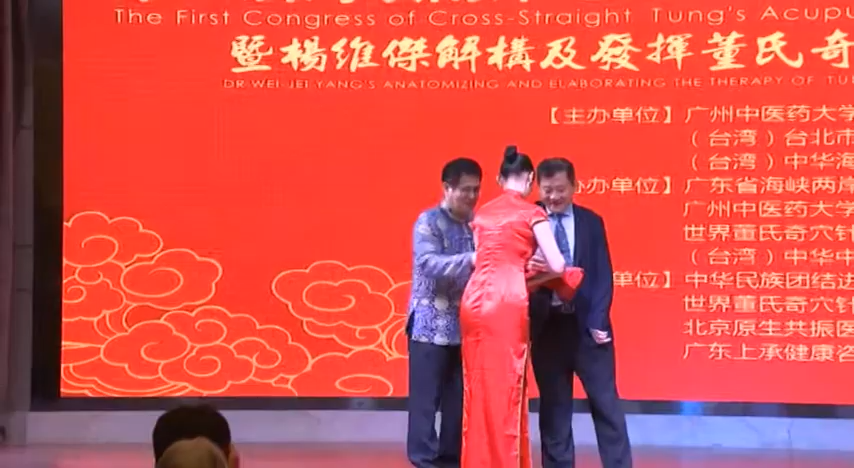 The First Congress of Cross-Straight Tung's Acupu
暨楊維傑解構及發揮董氏奇
DR WEI-JEI YANG'S ANATOMIZING AND ELABORATING THE THERAPY OF TU
【主办单位】广州中医药大学
（台湾）台北市
（台湾）中华海
协办单位】广东省海峡两岸
广州中医药大学
世界董氏奇穴针
（台湾）中华中
单位】中华民族团结进
世界董氏奇穴针
北京原生共振医
广东上承健康咨